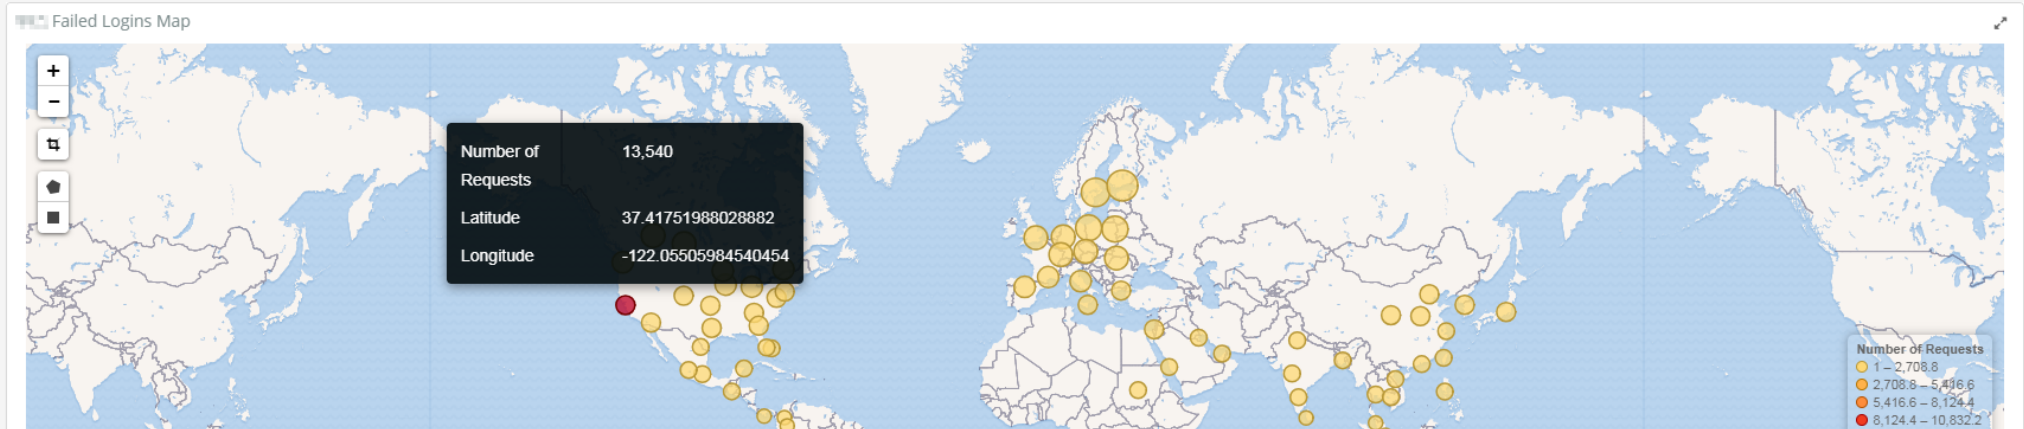 Failed Logins Map
+
−
Number of Requests 13,540
Latitude 37.41751988028882
Longitude -122.05505984540454
Number of Requests
1 – 2,708.8
2,708.8 – 5,416.6
5,416.6 – 8,124.4
8,124.4 – 10,832.2